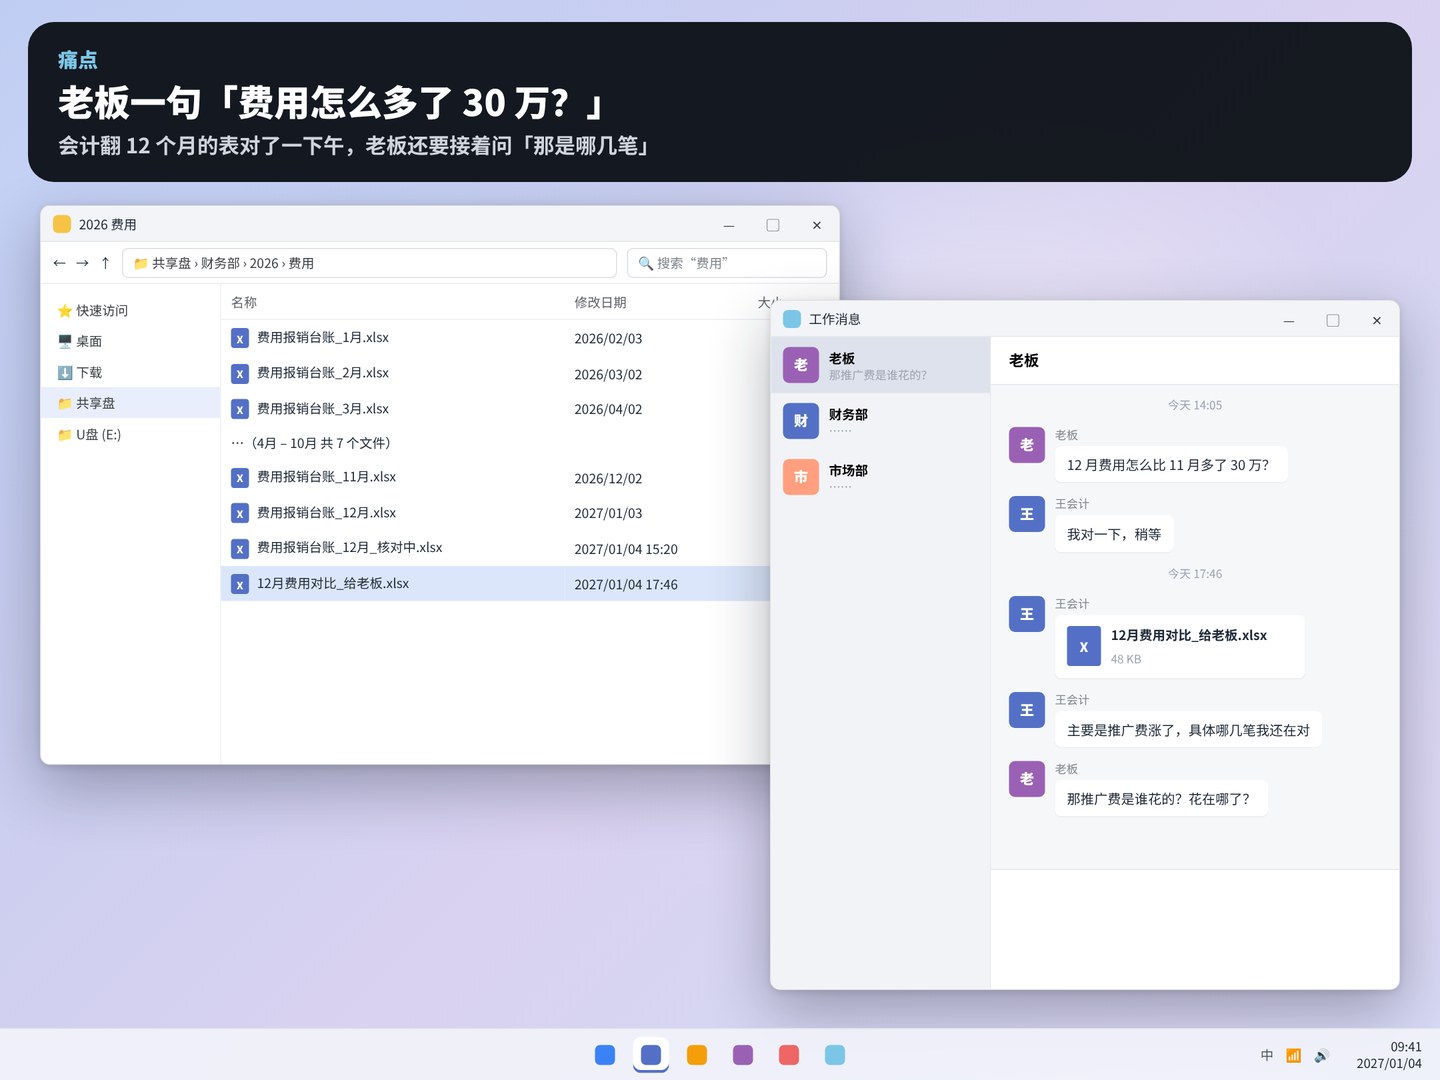 痛点
老板一句「费用怎么多了 30 万？」
会计翻 12 个月的表对了一下午，老板还要接着问「那是哪几笔」
2026 费用
共享盘 › 财务部 › 2026 › 费用
搜索“费用”
快速访问
桌面
下载
共享盘
U盘 (E:)
名称 修改日期
费用报销台账_1月.xlsx 2026/02/03
费用报销台账_2月.xlsx 2026/03/02
费用报销台账_3月.xlsx 2026/04/02
…（4月 – 10月 共 7 个文件）
费用报销台账_11月.xlsx 2026/12/02
费用报销台账_12月.xlsx 2027/01/03
费用报销台账_12月_核对中.xlsx 2027/01/04 15:20
12月费用对比_给老板.xlsx 2027/01/04 17:46
工作消息
老 老板
那推广费是谁花的？
财 财务部
……
市 市场部
……
老板
今天 14:05
老 老板
12 月费用怎么比 11 月多了 30 万？
王 王会计
我对一下，稍等
今天 17:46
王 王会计
X 12月费用对比_给老板.xlsx
48 KB
王 王会计
主要是推广费涨了，具体哪几笔我还在对
老 老板
那推广费是谁花的？花在哪了？
中
09:41
2027/01/04